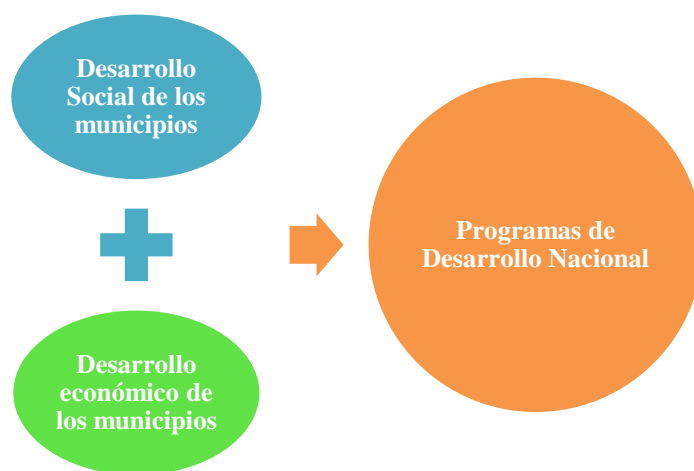 Desarrollo
Social de los
municipios
Programas de
Desarrollo Nacional
Desarrollo
económico de
los municipios